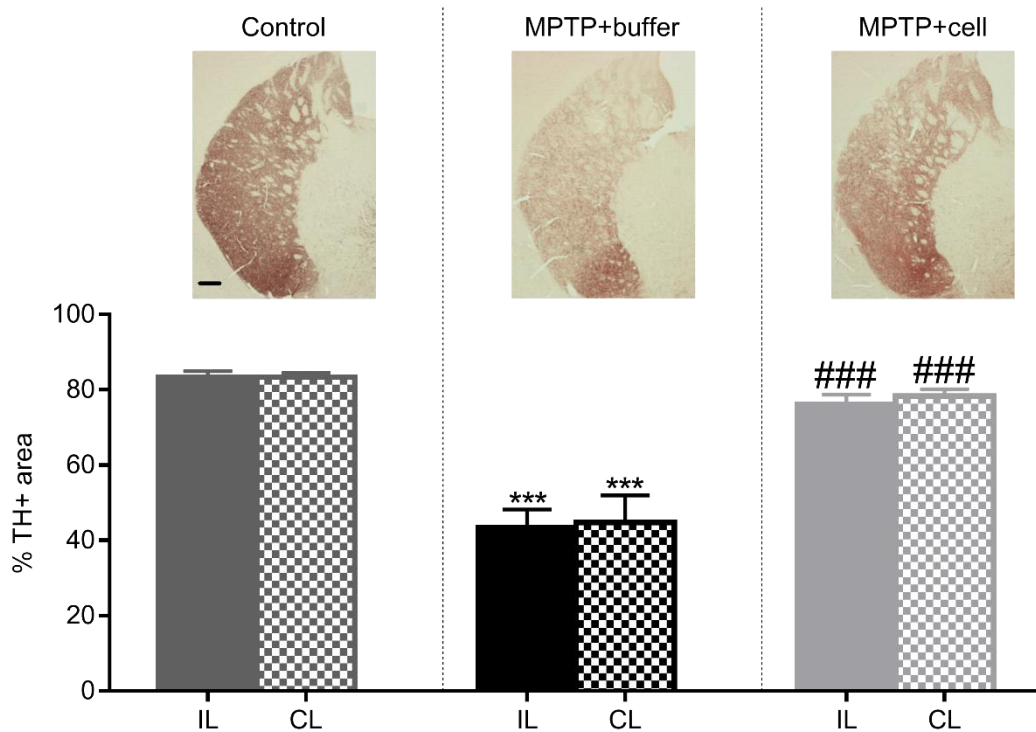 Control MPTP+buffer MPTP+cell
100
### ###
80
60
*** ***
% TH+ area
40
20
0
IL CL IL CL IL CL